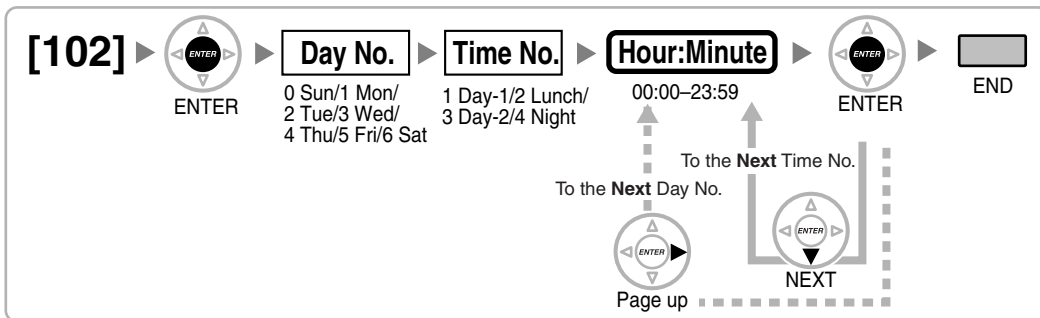 [102]
ENTER
ENTER
Day No.
0 Sun/1 Mon/
2 Tue/3 Wed/
4 Thu/5 Fri/6 Sat
Time No.
1 Day-1/2 Lunch/
3 Day-2/4 Night
Hour:Minute
00:00–23:59
ENTER
ENTER
END
To the Next Time No.
To the Next Day No.
ENTER
Page up
ENTER
NEXT